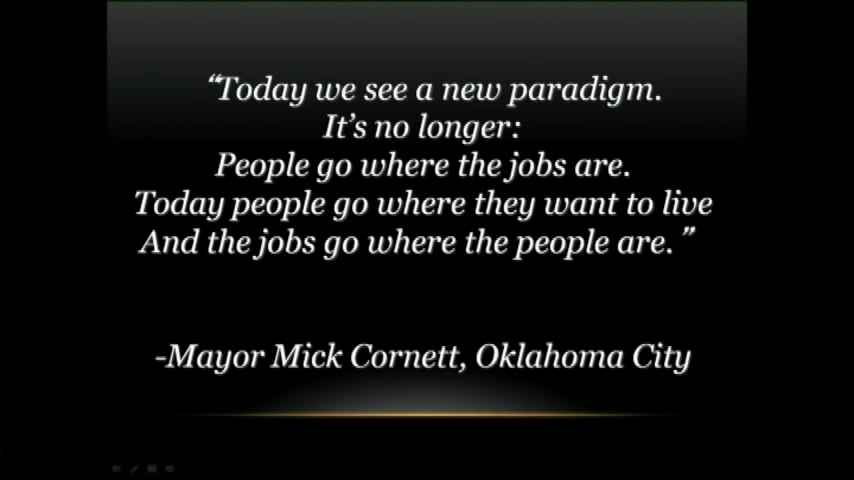 “Today we see a new paradigm.
It’s no longer:
People go where the jobs are.
Today people go where they want to live
And the jobs go where the people are.”
-Mayor Mick Cornett, Oklahoma City